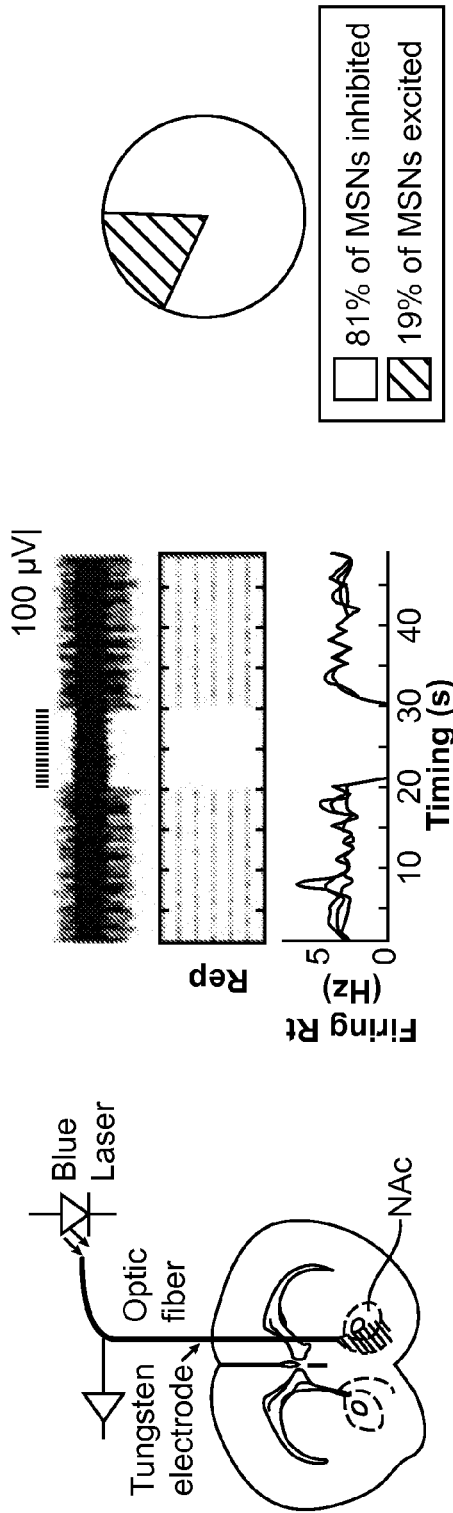 Blue
Laser
Optic
fiber
Tungsten
electrode
NAc
100 µV
Rep
Firing Rt
(Hz)
5
0
10
20
30
40
Timing (s)
81% of MSNs inhibited
19% of MSNs excited